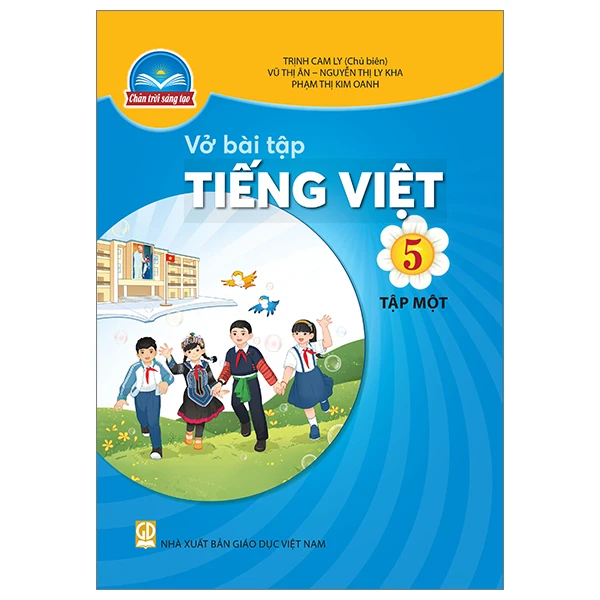 TRỊNH CAM LY (Chủ biên)
VŨ THỊ ÂN – NGUYỄN THỊ LY KHA
PHẠM THỊ KIM OANH
Chân trời sáng tạo
Vở bài tập
TIẾNG VIỆT
5
TẬP MỘT
GD
NHÀ XUẤT BẢN GIÁO DỤC VIỆT NAM